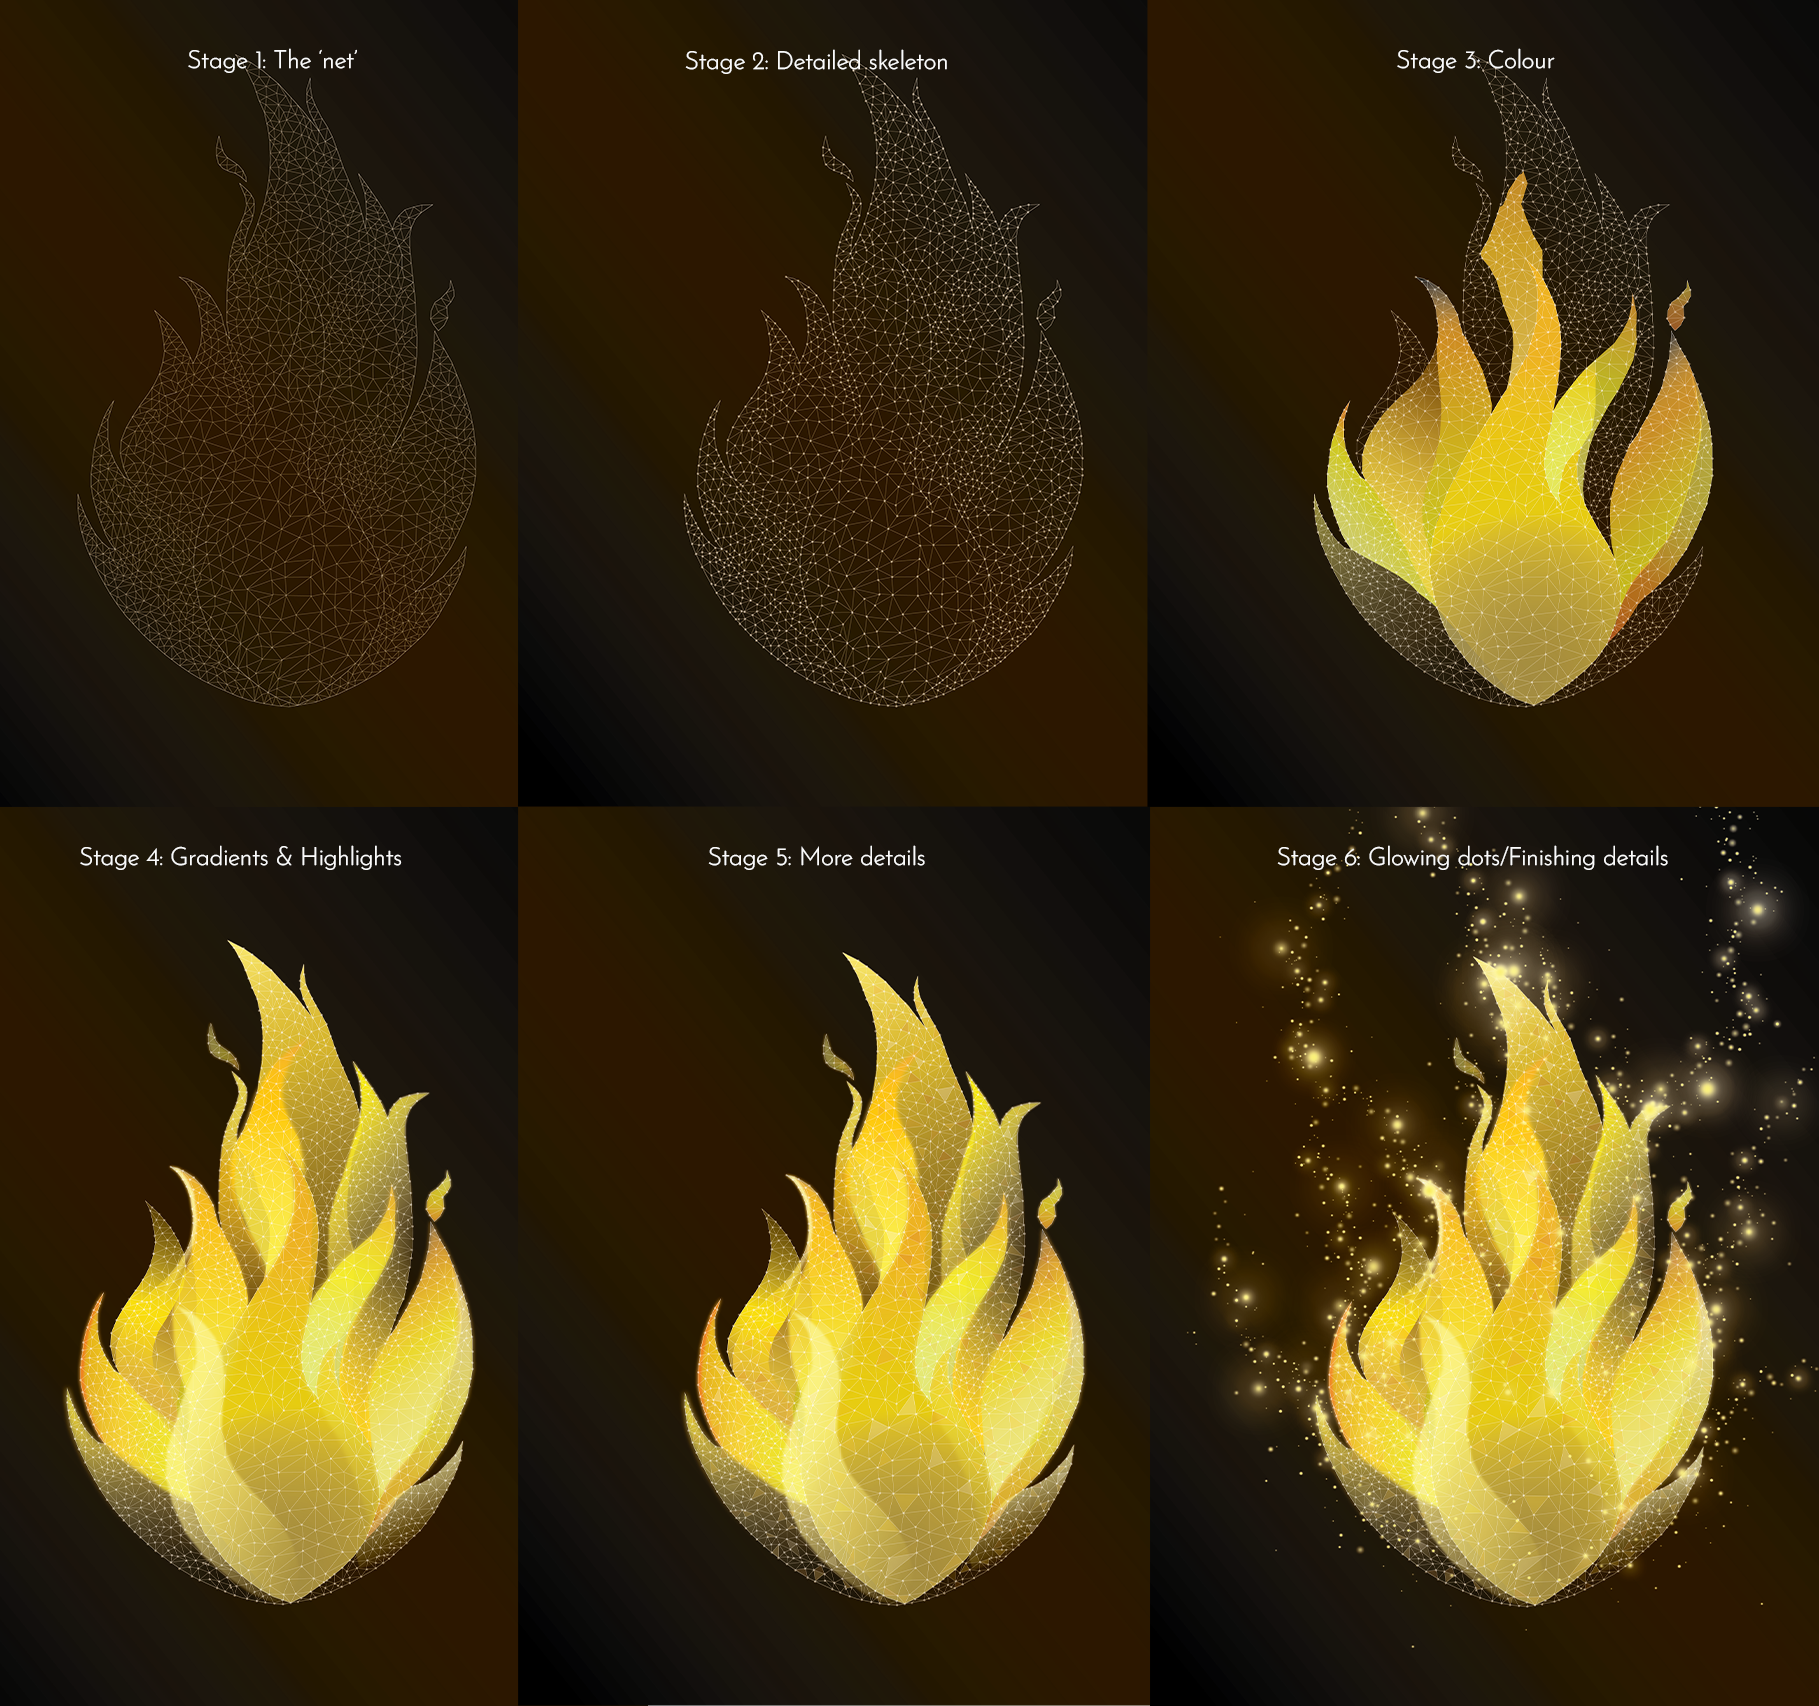 Stage 1: The ‘net’
Stage 2: Detailed skeleton
Stage 3: Colour
Stage 4: Gradients & Highlights
Stage 5: More details
Stage 6: Glowing dots/Finishing details